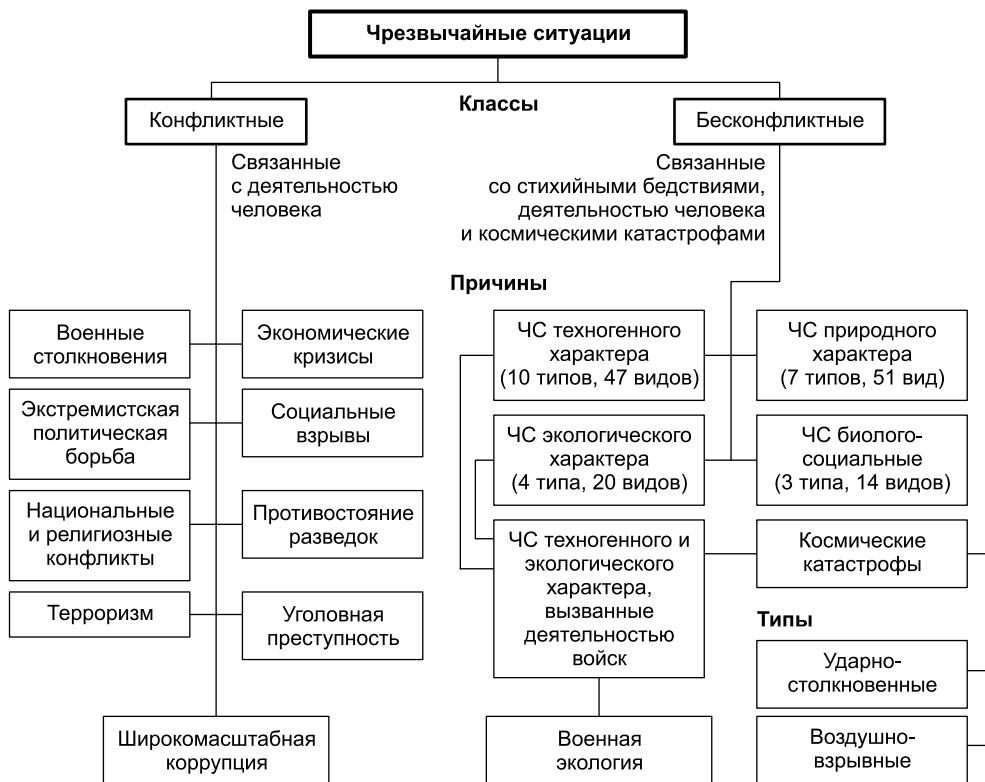 Чрезвычайные ситуации
Классы
Конфликтные
Бесконфликтные
Связанные
с деятельностью
человека
Связанные
со стихийными бедствиями,
деятельностью человека
и космическими катастрофами
Причины
Военные
столкновения
Экономические
кризисы
Экстремистская
политическая
борьба
Социальные
взрывы
Национальные
и религиозные
конфликты
Противостояние
разведок
Терроризм
Уголовная
преступность
Широкомасштабная
коррупция
ЧС техногенного
характера
(10 типов, 47 видов)
ЧС природного
характера
(7 типов, 51 вид)
ЧС экологического
характера
(4 типа, 20 видов)
ЧС биолого-
социальные
(3 типа, 14 видов)
ЧС техногенного и
экологического
характера,
вызванные
деятельностью
войск
Космические
катастрофы
Типы
Ударно-
столкновенные
Военная
экология
Воздушно-
взрывные